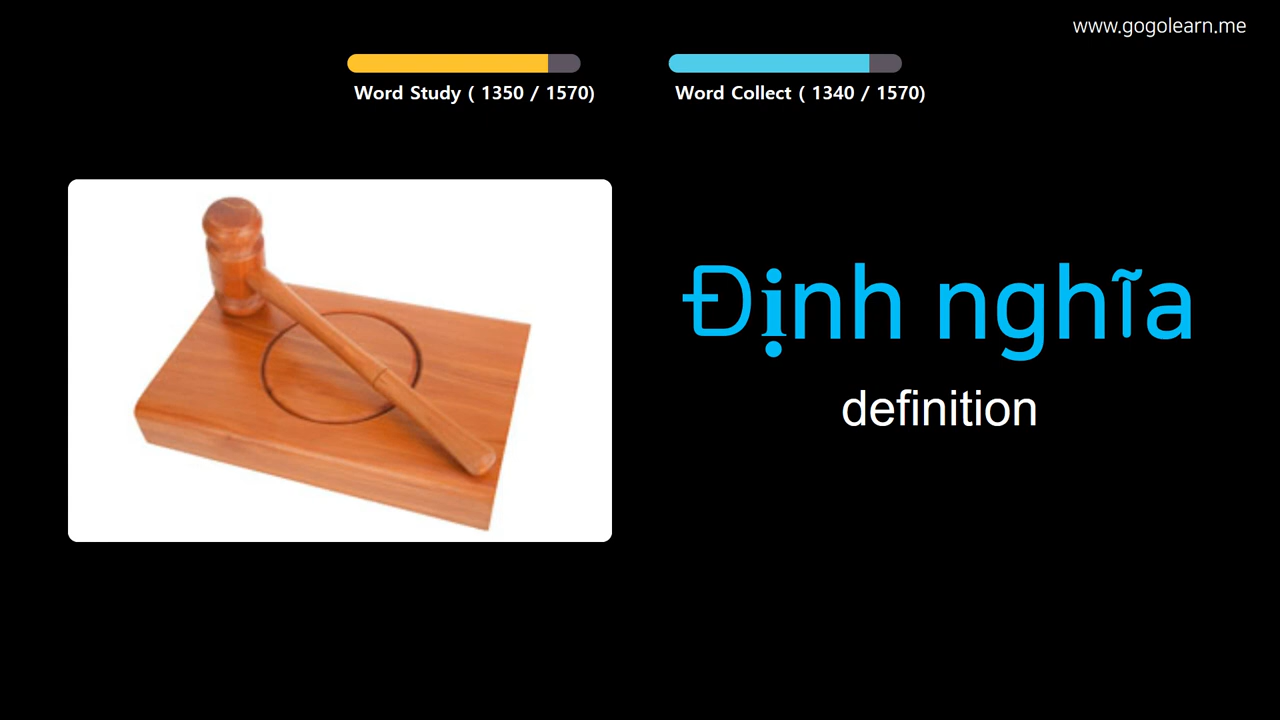 www.gogolearn.me
Word Study ( 1350 / 1570)
Word Collect ( 1340 / 1570)
Định nghĩa
definition